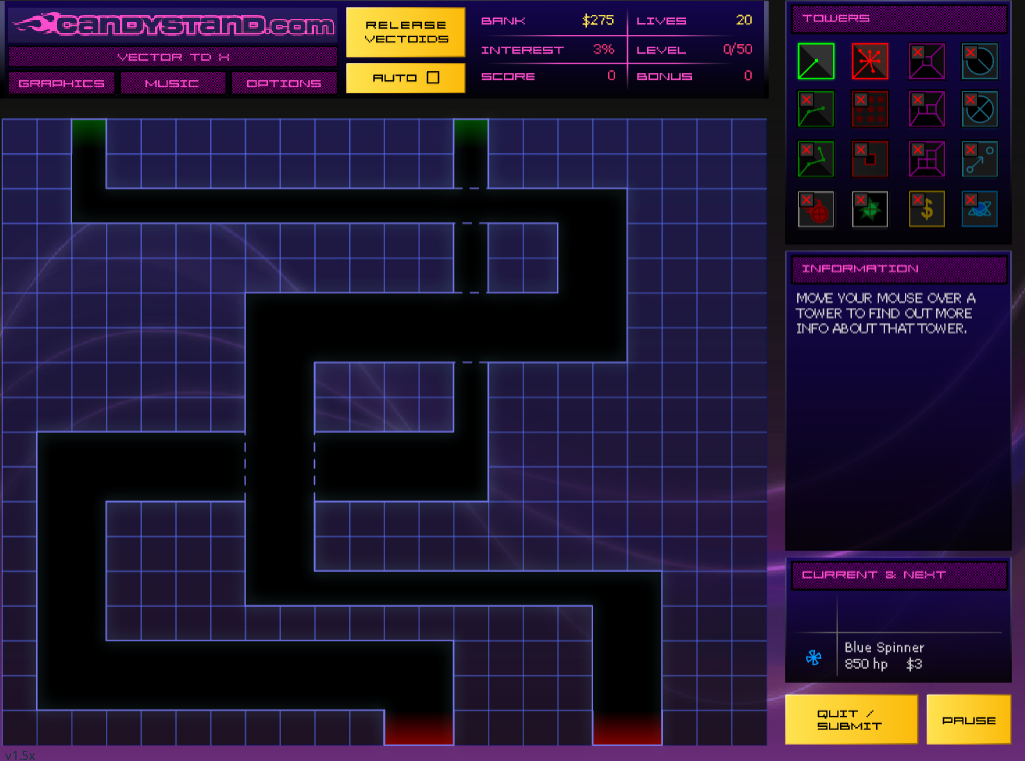 CANDYSTAND.com
VECTOR TD X
GRAPHICS
MUSIC
OPTIONS
RELEASE
VECTOIDS
AUTO
BANK $275
LIVES 20
INTEREST 3%
LEVEL 0/50
SCORE 0
BONUS 0
TOWERS
INFORMATION
MOVE YOUR MOUSE OVER A
TOWER TO FIND OUT MORE
INFO ABOUT THAT TOWER.
CURRENT & NEXT
Blue Spinner
850 hp $3
QUIT /
SUBMIT
PAUSE
v1.5x